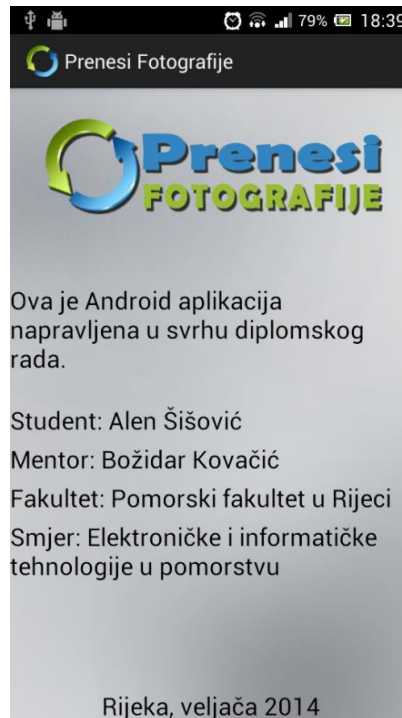 79% 18:39
Prenesi Fotografije
Prenesi
FOTOGRAFIJE
Ova je Android aplikacija
napravljena u svrhu diplomskog
rada.
Student: Alen Šišović
Mentor: Božidar Kovačić
Fakultet: Pomorski fakultet u Rijeci
Smjer: Elektroničke i informatičke
tehnologije u pomorstvu
Rijeka, veljača 2014